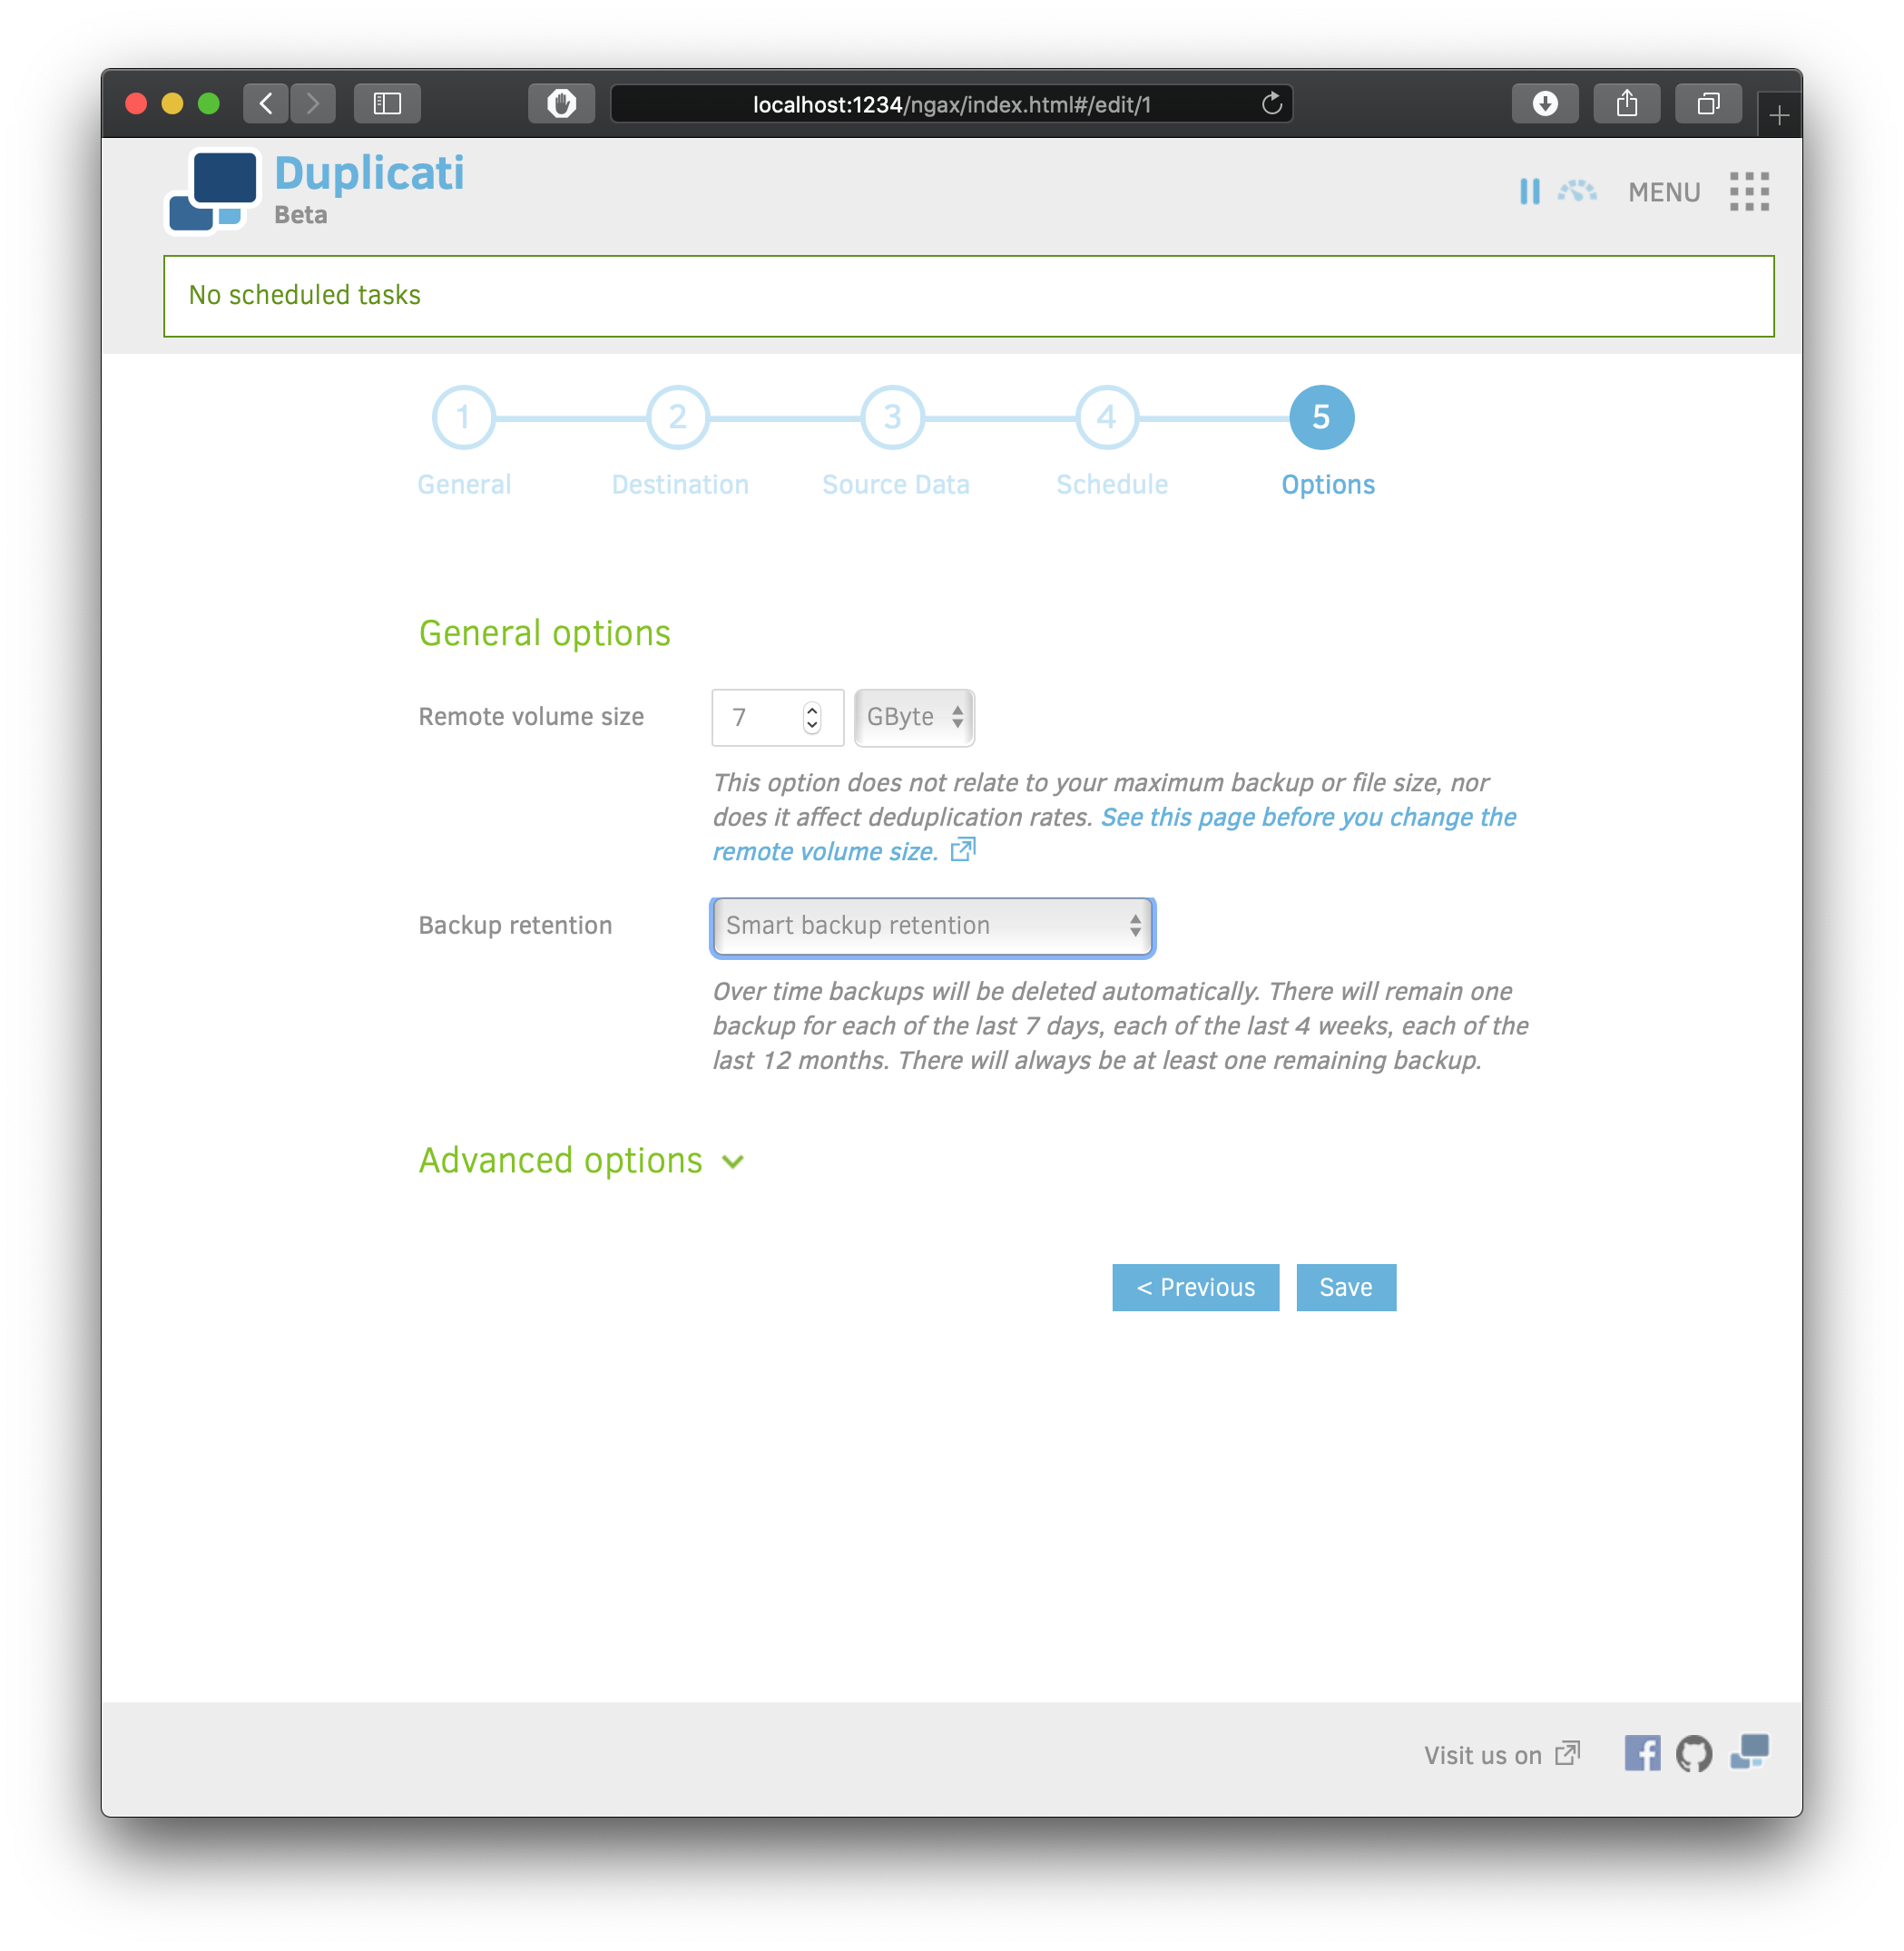 localhost:1234/ngax/index.html#/edit/1
Duplicati
Beta
MENU
No scheduled tasks
1 2 3 4 5
General Destination Source Data Schedule Options
General options
Remote volume size 7 GByte
This option does not relate to your maximum backup or file size, nor
does it affect deduplication rates. See this page before you change the
remote volume size.
Backup retention Smart backup retention
Over time backups will be deleted automatically. There will remain one
backup for each of the last 7 days, each of the last 4 weeks, each of the
last 12 months. There will always be at least one remaining backup.
Advanced options
< Previous Save
Visit us on